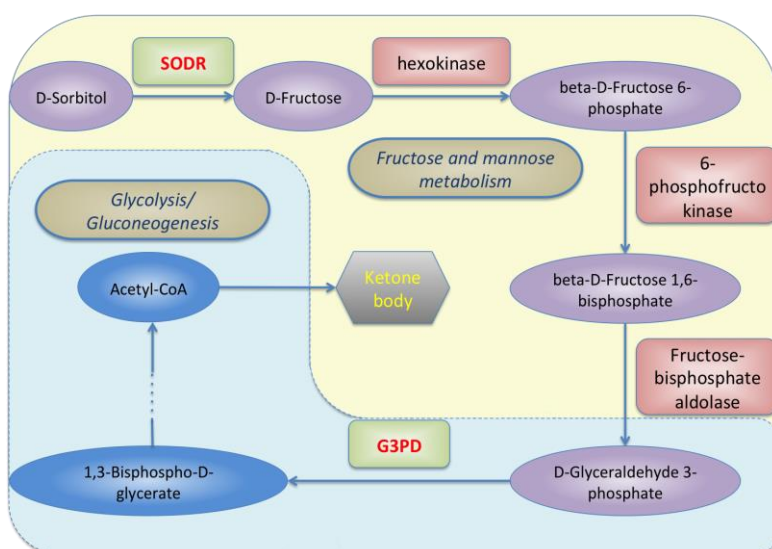 SODR
hexokinase
D-Sorbitol
D-Fructose
beta-D-Fructose 6-
phosphate
Fructose and mannose
metabolism
6-
phosphofructo
kinase
Glycolysis/
Gluconeogenesis
Acetyl-CoA
Ketone
body
beta-D-Fructose 1,6-
bisphosphate
Fructose-
bisphosphate
aldolase
G3PD
1,3-Bisphospho-D-
glycerate
D-Glyceraldehyde 3-
phosphate